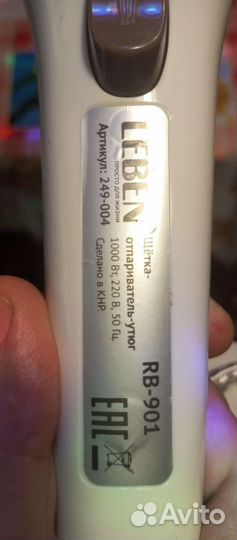 LEBEN
ПРОСТО ДЛЯ ЖИЗНИ
Артикул: 249-004
Щётка-
отпариватель-утюг
1000 Вт, 220 В, 50 Гц.
Сделано в КНР.
RB-901
EAC
Avito